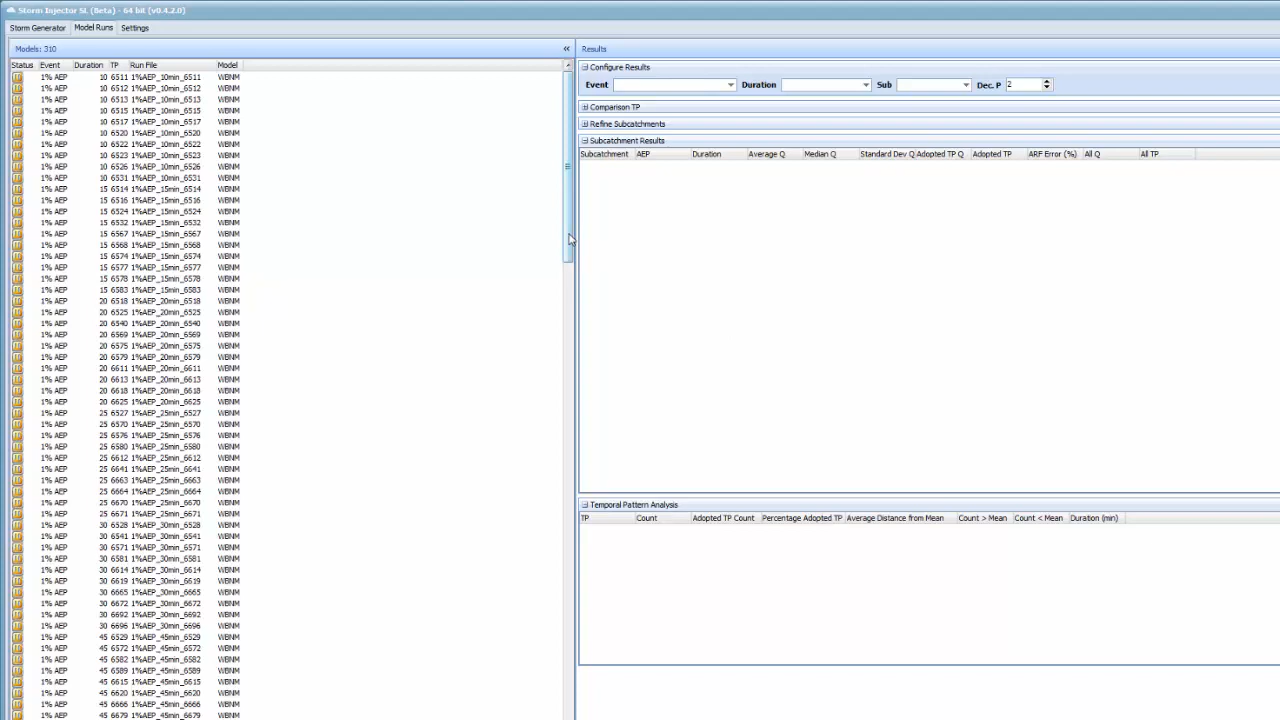 Storm Injector SL (Beta) - 64 bit (v0.4.2.0)
Storm Generator Model Runs Settings
Models: 310 «
Status Event Duration TP Run File Model
1% AEP 10 6511 1%AEP_10min_6511 WBNM
1% AEP 10 6512 1%AEP_10min_6512 WBNM
1% AEP 10 6513 1%AEP_10min_6513 WBNM
1% AEP 10 6515 1%AEP_10min_6515 WBNM
1% AEP 10 6517 1%AEP_10min_6517 WBNM
1% AEP 10 6520 1%AEP_10min_6520 WBNM
1% AEP 10 6522 1%AEP_10min_6522 WBNM
1% AEP 10 6523 1%AEP_10min_6523 WBNM
1% AEP 10 6526 1%AEP_10min_6526 WBNM
1% AEP 10 6531 1%AEP_10min_6531 WBNM
1% AEP 15 6514 1%AEP_15min_6514 WBNM
1% AEP 15 6516 1%AEP_15min_6516 WBNM
1% AEP 15 6524 1%AEP_15min_6524 WBNM
1% AEP 15 6532 1%AEP_15min_6532 WBNM
1% AEP 15 6567 1%AEP_15min_6567 WBNM
1% AEP 15 6568 1%AEP_15min_6568 WBNM
1% AEP 15 6574 1%AEP_15min_6574 WBNM
1% AEP 15 6577 1%AEP_15min_6577 WBNM
1% AEP 15 6578 1%AEP_15min_6578 WBNM
1% AEP 15 6583 1%AEP_15min_6583 WBNM
1% AEP 20 6518 1%AEP_20min_6518 WBNM
1% AEP 20 6525 1%AEP_20min_6525 WBNM
1% AEP 20 6540 1%AEP_20min_6540 WBNM
1% AEP 20 6569 1%AEP_20min_6569 WBNM
1% AEP 20 6575 1%AEP_20min_6575 WBNM
1% AEP 20 6579 1%AEP_20min_6579 WBNM
1% AEP 20 6611 1%AEP_20min_6611 WBNM
1% AEP 20 6613 1%AEP_20min_6613 WBNM
1% AEP 20 6618 1%AEP_20min_6618 WBNM
1% AEP 20 6625 1%AEP_20min_6625 WBNM
1% AEP 25 6527 1%AEP_25min_6527 WBNM
1% AEP 25 6570 1%AEP_25min_6570 WBNM
1% AEP 25 6576 1%AEP_25min_6576 WBNM
1% AEP 25 6580 1%AEP_25min_6580 WBNM
1% AEP 25 6612 1%AEP_25min_6612 WBNM
1% AEP 25 6641 1%AEP_25min_6641 WBNM
1% AEP 25 6663 1%AEP_25min_6663 WBNM
1% AEP 25 6664 1%AEP_25min_6664 WBNM
1% AEP 25 6670 1%AEP_25min_6670 WBNM
1% AEP 25 6671 1%AEP_25min_6671 WBNM
1% AEP 30 6528 1%AEP_30min_6528 WBNM
1% AEP 30 6541 1%AEP_30min_6541 WBNM
1% AEP 30 6571 1%AEP_30min_6571 WBNM
1% AEP 30 6581 1%AEP_30min_6581 WBNM
1% AEP 30 6614 1%AEP_30min_6614 WBNM
1% AEP 30 6619 1%AEP_30min_6619 WBNM
1% AEP 30 6665 1%AEP_30min_6665 WBNM
1% AEP 30 6672 1%AEP_30min_6672 WBNM
1% AEP 30 6692 1%AEP_30min_6692 WBNM
1% AEP 30 6696 1%AEP_30min_6696 WBNM
1% AEP 45 6529 1%AEP_45min_6529 WBNM
1% AEP 45 6572 1%AEP_45min_6572 WBNM
1% AEP 45 6582 1%AEP_45min_6582 WBNM
1% AEP 45 6589 1%AEP_45min_6589 WBNM
1% AEP 45 6615 1%AEP_45min_6615 WBNM
1% AEP 45 6620 1%AEP_45min_6620 WBNM
1% AEP 45 6666 1%AEP_45min_6666 WBNM
1% AEP 45 6679 1%AEP_45min_6679 WBNM
Results
Configure Results
Event Duration Sub Dec. P 2
Comparison TP
Refine Subcatchments
Subcatchment Results
Subcatchment AEP Duration Average Q Median Q Standard Dev Q Adopted TP Q Adopted TP ARF Error (%) All Q All TP
Temporal Pattern Analysis
TP Count Adopted TP Count Percentage Adopted TP Average Distance from Mean Count > Mean Count < Mean Duration (min)